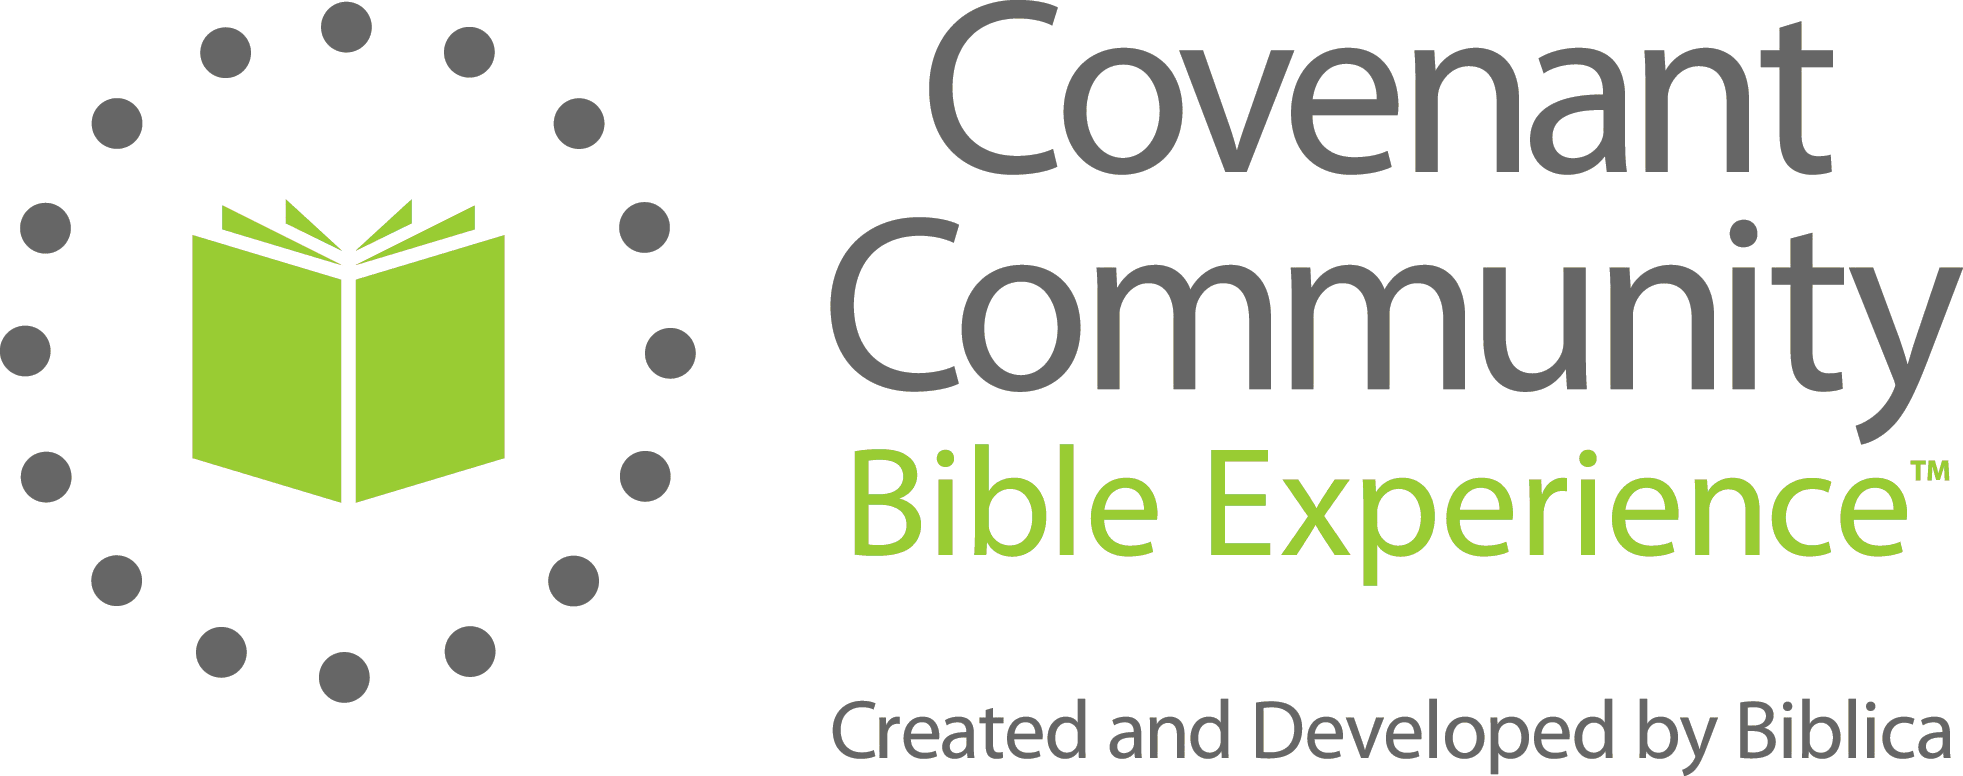 Covenant
Community
Bible Experience™
Created and Developed by Biblica